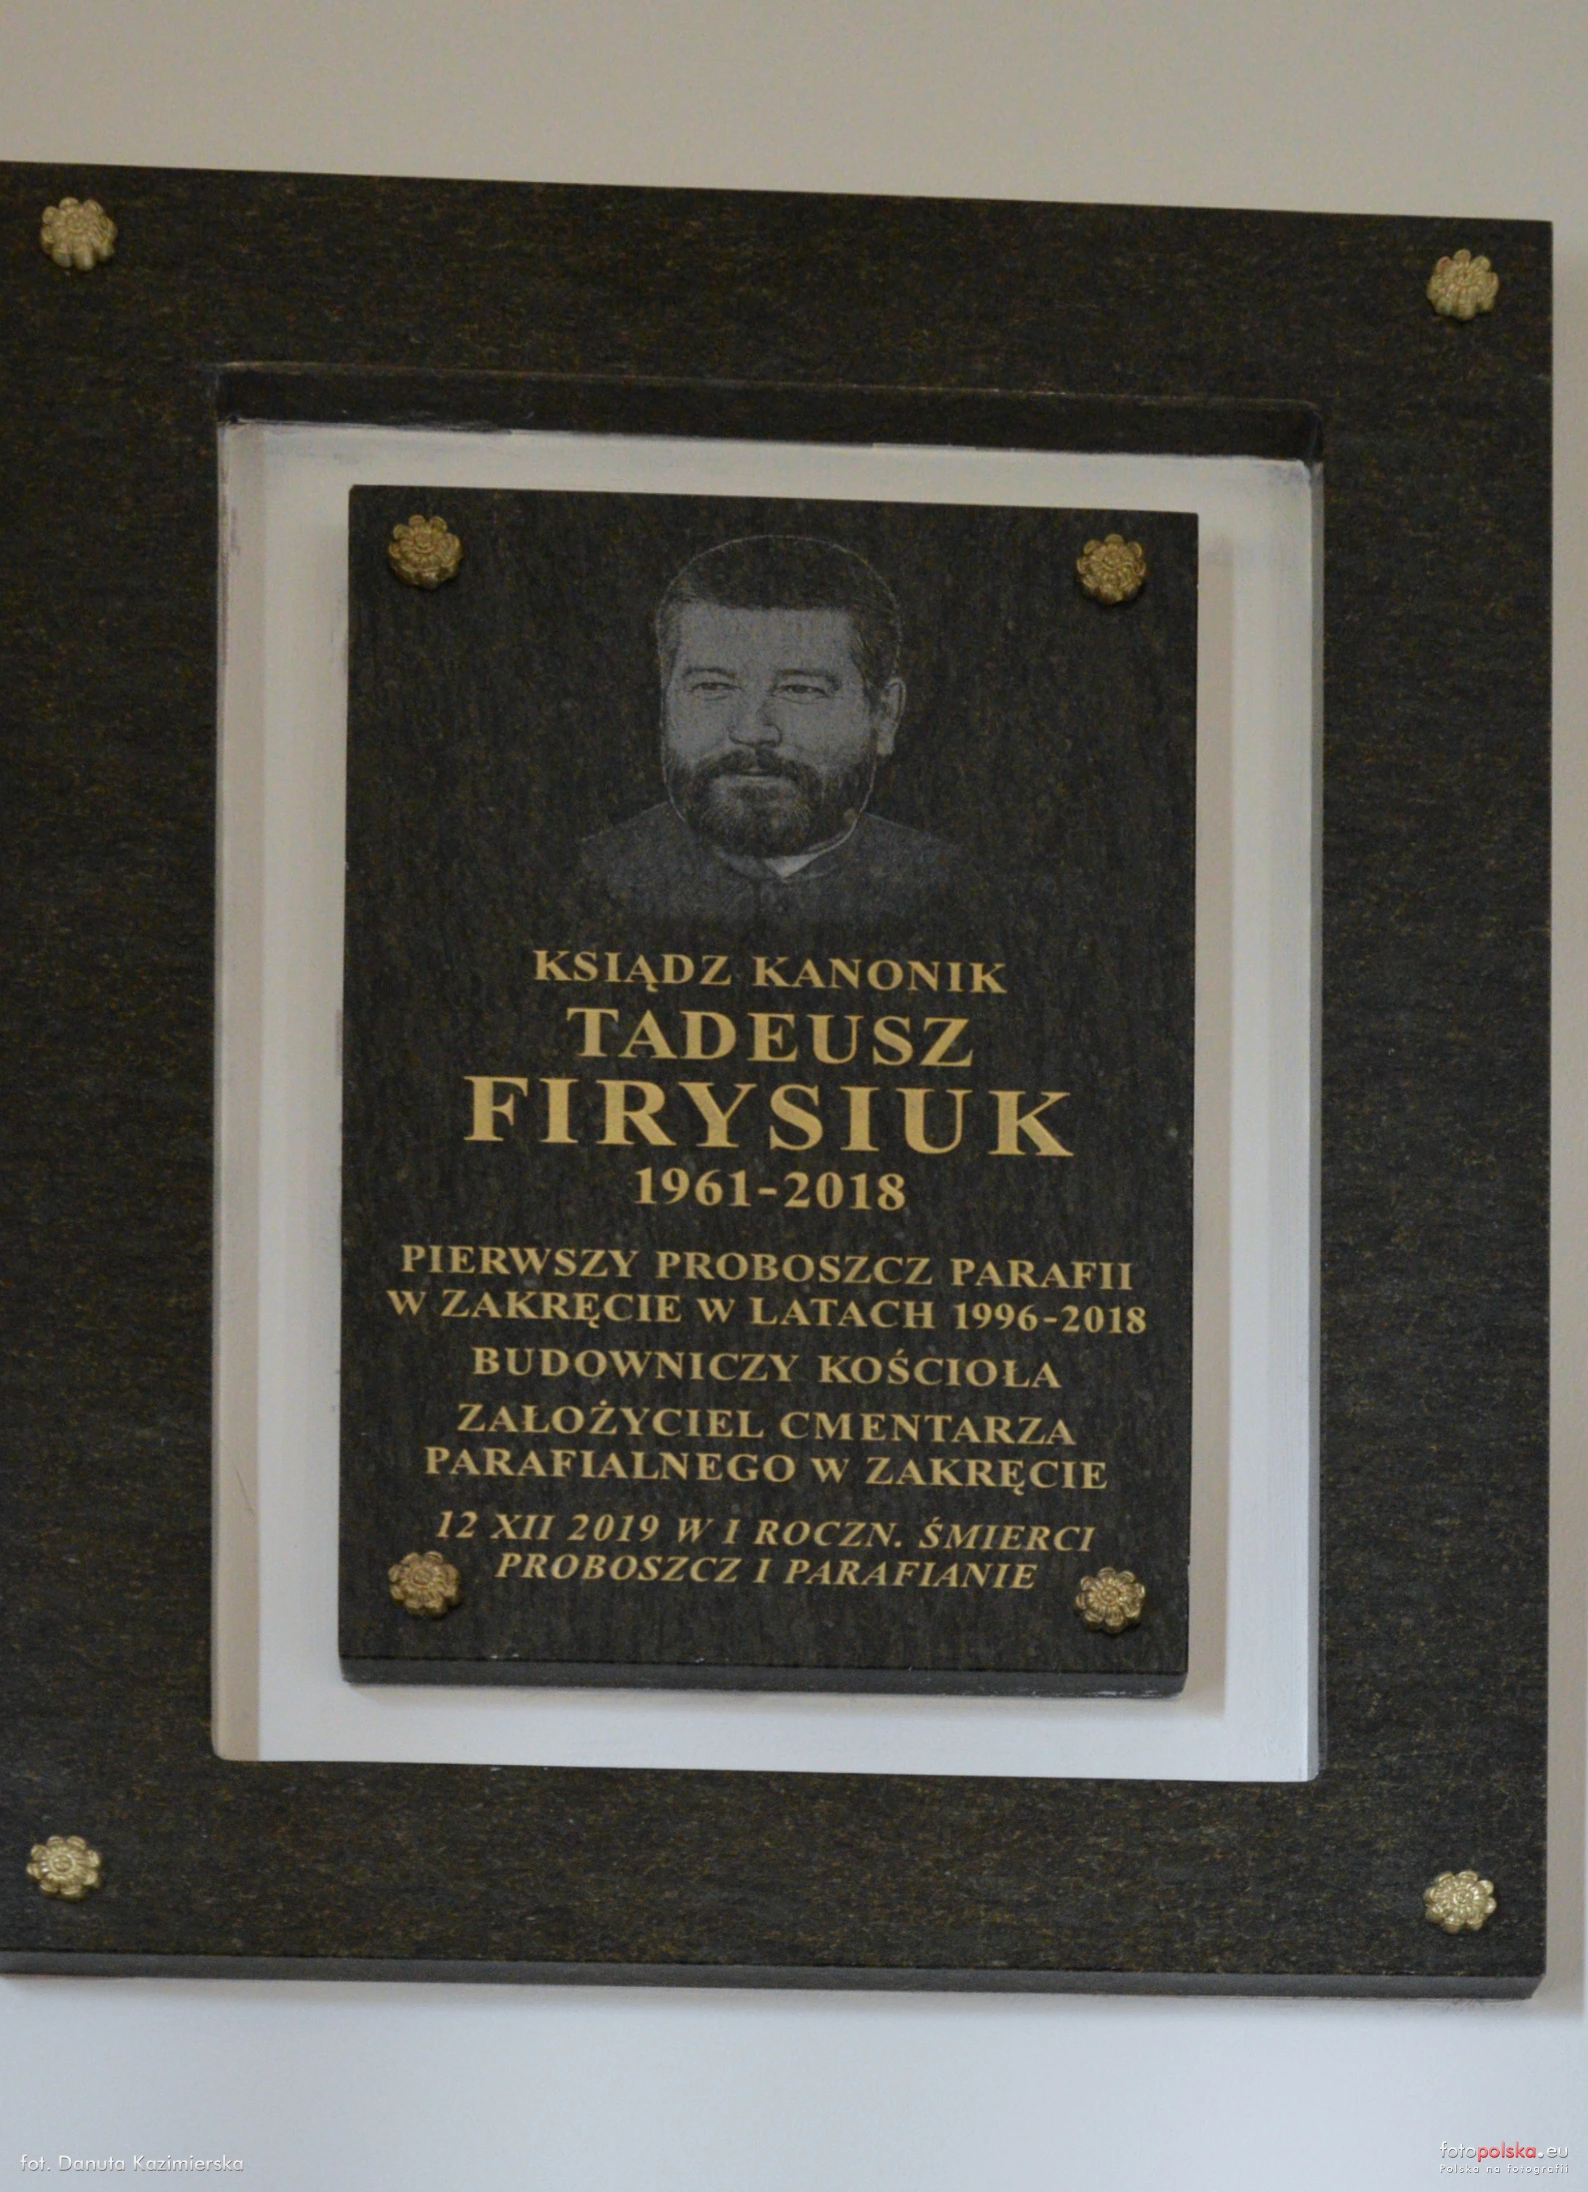 KSIĄDZ KANONIK
TADEUSZ
FIRYSIUK
1961-2018
PIERWSZY PROBOSZCZ PARAFII
W ZAKRĘCIE W LATACH 1996-2018
BUDOWNICZY KOŚCIOŁA
ZAŁOŻYCIEL CMENTARZA
PARAFIALNEGO W ZAKRĘCIE
12 XII 2019 W I ROCZN. ŚMIERCI
PROBOSZCZ I PARAFIANIE
fot. Danuta Kazimierska
fotopolska.eu
Polska na fotografii